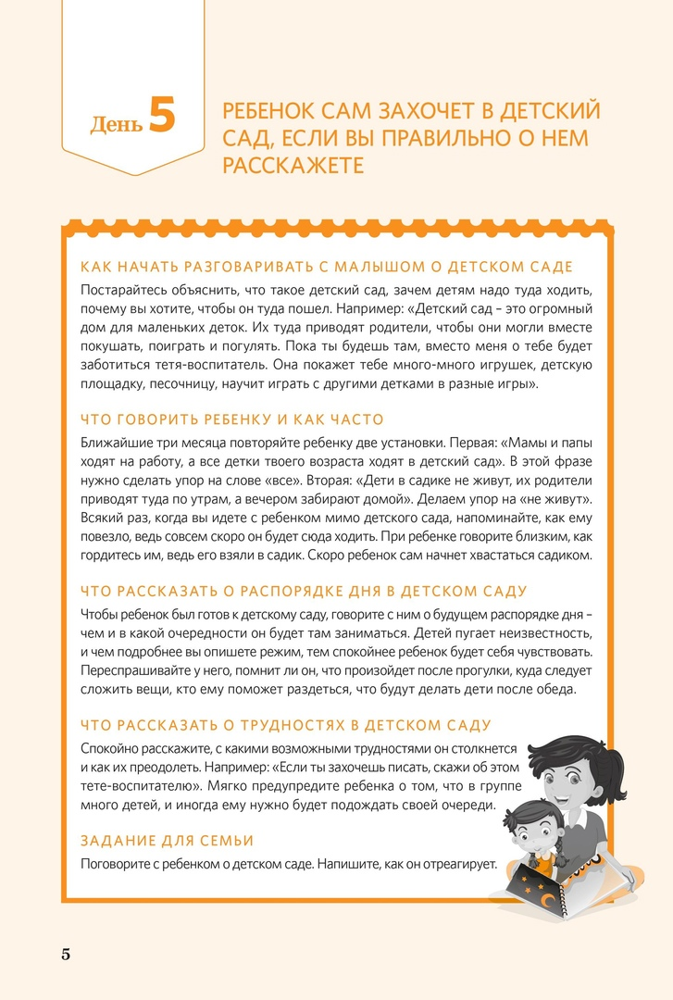 День 5
РЕБЕНОК САМ ЗАХОЧЕТ В ДЕТСКИЙ
САД, ЕСЛИ ВЫ ПРАВИЛЬНО О НЕМ
РАССКАЖЕТЕ
КАК НАЧАТЬ РАЗГОВАРИВАТЬ С МАЛЫШОМ О ДЕТСКОМ САДЕ
Постарайтесь объяснить, что такое детский сад, зачем детям надо туда ходить,
почему вы хотите, чтобы он туда пошел. Например: «Детский сад – это огромный
дом для маленьких деток. Их туда приводят родители, чтобы они могли вместе
покушать, поиграть и погулять. Пока ты будешь там, вместо меня о тебе будет
заботиться тетя-воспитатель. Она покажет тебе много-много игрушек, детскую
площадку, песочницу, научит играть с другими детками в разные игры».
ЧТО ГОВОРИТЬ РЕБЕНКУ И КАК ЧАСТО
Ближайшие три месяца повторяйте ребенку две установки. Первая: «Мамы и папы
ходят на работу, а все детки твоего возраста ходят в детский сад». В этой фразе
нужно сделать упор на слове «все». Вторая: «Дети в садике не живут, их родители
приводят туда по утрам, а вечером забирают домой». Делаем упор на «не живут».
Всякий раз, когда вы идете с ребенком мимо детского сада, напоминайте, как ему
повезло, ведь совсем скоро он будет сюда ходить. При ребенке говорите близким, как
гордитесь им, ведь его взяли в садик. Скоро ребенок сам начнет хвастаться садиком.
ЧТО РАССКАЗАТЬ О РАСПОРЯДКЕ ДНЯ В ДЕТСКОМ САДУ
Чтобы ребенок был готов к детскому саду, говорите с ним о будущем распорядке дня –
чем и в какой очередности он будет там заниматься. Детей пугает неизвестность,
и чем подробнее вы опишете режим, тем спокойнее ребенок будет себя чувствовать.
Переспрашивайте у него, помнит ли он, что произойдет после прогулки, куда следует
сложить вещи, кто ему поможет раздеться, что будут делать дети после обеда.
ЧТО РАССКАЗАТЬ О ТРУДНОСТЯХ В ДЕТСКОМ САДУ
Спокойно расскажите, с какими возможными трудностями он столкнется
и как их преодолеть. Например: «Если ты захочешь писать, скажи об этом
тете-воспитателю». Мягко предупредите ребенка о том, что в группе
много детей, и иногда ему нужно будет подождать своей очереди.
ЗАДАНИЕ ДЛЯ СЕМЬИ
Поговорите с ребенком о детском саде. Напишите, как он отреагирует.
5